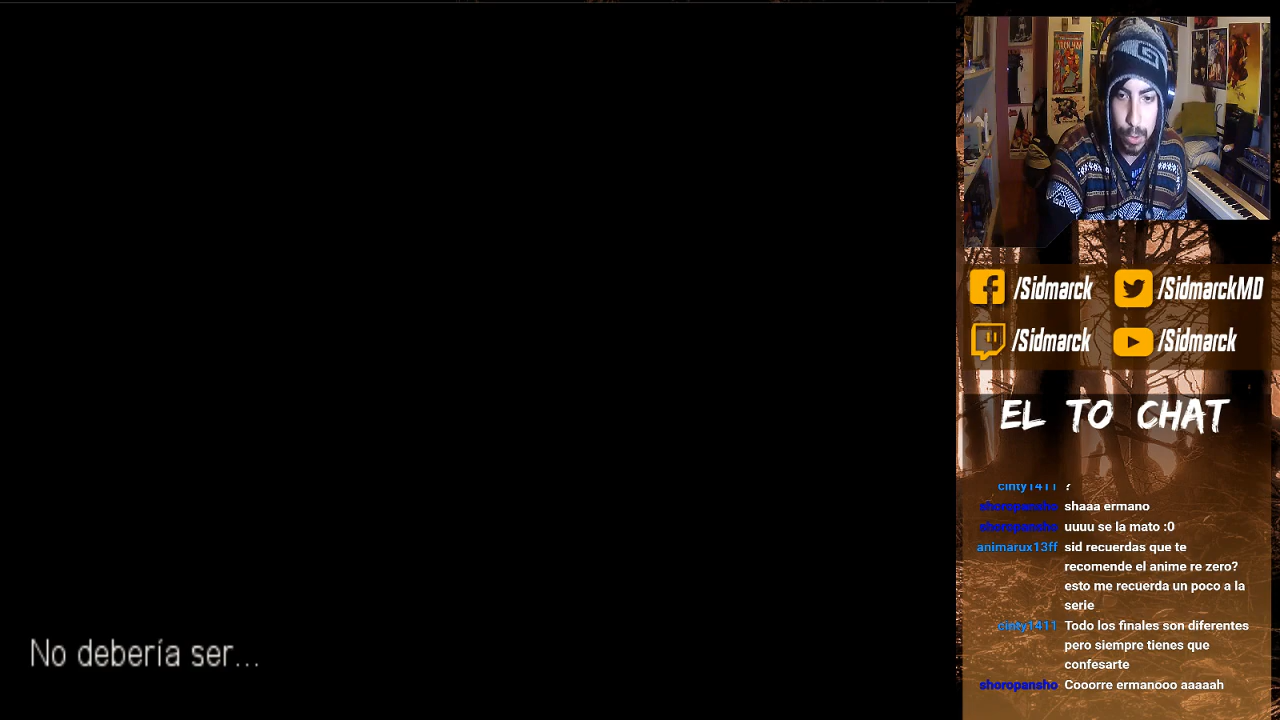 No debería ser...
/Sidmarck
/SidmarckMD
/Sidmarck
/Sidmarck
EL TO CHAT
cinty1411 ?
shoropansho shaaa ermano
shoropansho uuuu se la mato :0
animarux13ff sid recuerdas que te
recomende el anime re zero?
esto me recuerda un poco a la
serie
cinty1411 Todo los finales son diferentes
pero siempre tienes que
confesarte
shoropansho Cooorre ermanooo aaaaah